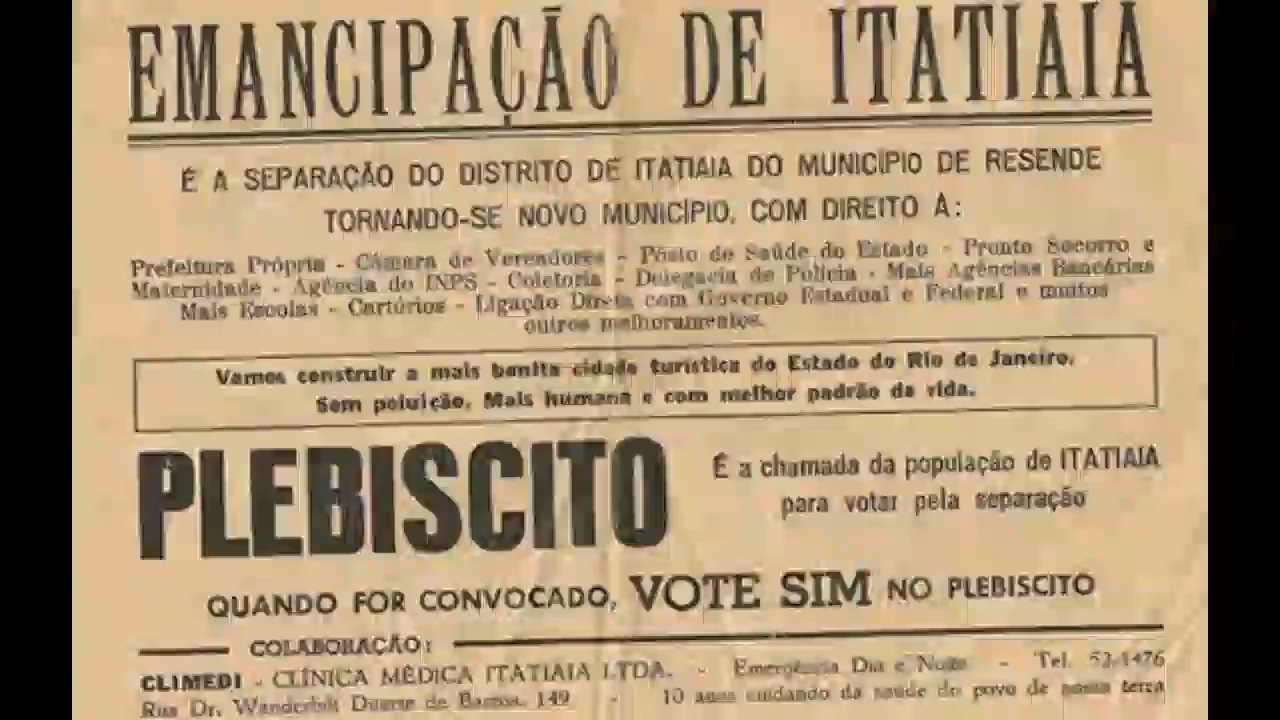 EMANCIPAÇÃO DE ITATIAIA
É A SEPARAÇÃO DO DISTRITO DE ITATIAIA DO MUNICÍPIO DE RESENDE
TORNANDO-SE NOVO MUNICÍPIO, COM DIREITO A:
Prefeitura Própria - Câmara de Vereadores - Pôsto de Saúde do Estado - Pronto Socorro e
Maternidade - Agência do INPS - Coletoria - Delegacia de Polícia - Mais Agências Bancárias
Mais Escolas - Cartórios - Ligação Direta com Governo Estadual e Federal e muitos
outros melhoramentos.
Vamos construir a mais bonita cidade turística do Estado do Rio de Janeiro.
Sem poluição. Mais humana e com melhor padrão da vida.
PLEBISCITO
É a chamada da população de ITATIAIA
para votar pela separação
QUANDO FOR CONVOCADO, VOTE SIM NO PLEBISCITO
COLABORAÇÃO:
CLIMEDI - CLÍNICA MÉDICA ITATIAIA LTDA. - Emergência Dia e Noite - Tel. 52-1476
Rua Dr. Wanderbilt Duarte de Barros, 149 - 10 anos cuidando da saúde do povo de nossa terra